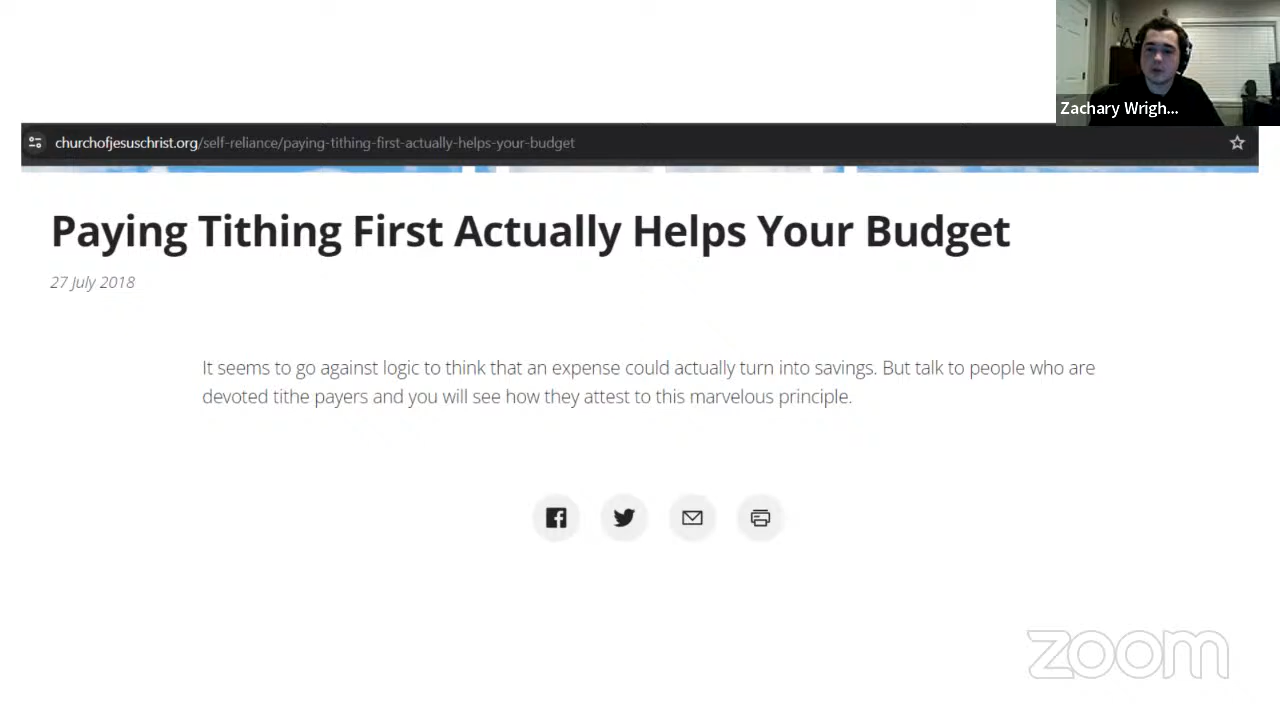 Zachary Wrigh...
churchofjesuschrist.org/self-reliance/paying-tithing-first-actually-helps-your-budget
Paying Tithing First Actually Helps Your Budget
27 July 2018
It seems to go against logic to think that an expense could actually turn into savings. But talk to people who are
devoted tithe payers and you will see how they attest to this marvelous principle.
zoom